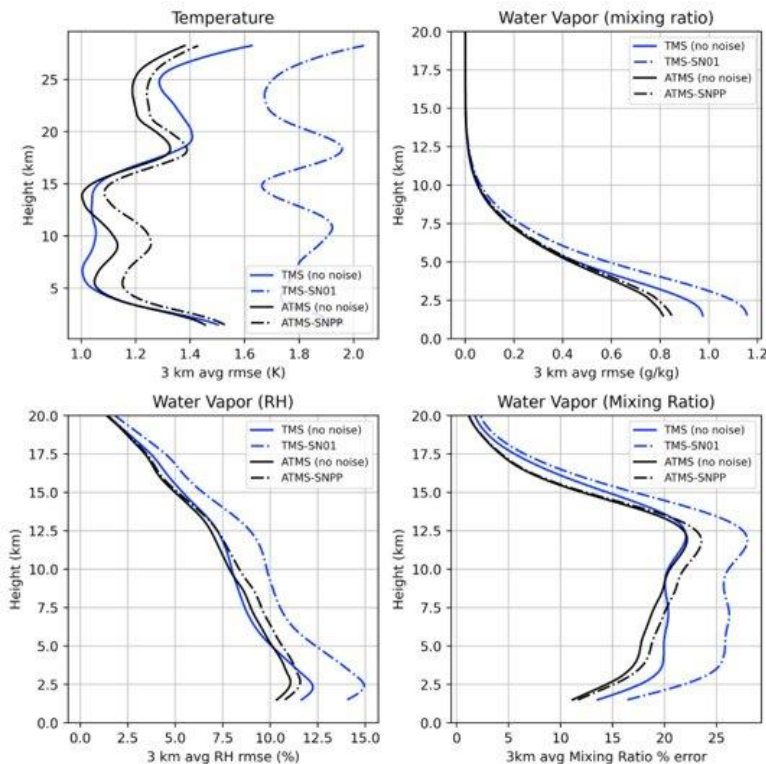 Temperature
Height (km)
25
20
15
10
5
TMS (no noise)
TMS-SN01
ATMS (no noise)
ATMS-SNPP
1.0 1.2 1.4 1.6 1.8 2.0
3 km avg rmse (K)
Water Vapor (mixing ratio)
Height (km)
20.0
17.5
15.0
12.5
10.0
7.5
5.0
2.5
0.0
TMS (no noise)
TMS-SN01
ATMS (no noise)
ATMS-SNPP
0.0 0.2 0.4 0.6 0.8 1.0 1.2
3 km avg rmse (g/kg)
Water Vapor (RH)
Height (km)
20.0
17.5
15.0
12.5
10.0
7.5
5.0
2.5
0.0
TMS (no noise)
TMS-SN01
ATMS (no noise)
ATMS-SNPP
0.0 2.5 5.0 7.5 10.0 12.5 15.0
3 km avg RH rmse (%)
Water Vapor (Mixing Ratio)
Height (km)
20.0
17.5
15.0
12.5
10.0
7.5
5.0
2.5
0.0
TMS (no noise)
TMS-SN01
ATMS (no noise)
ATMS-SNPP
0 5 10 15 20 25
3km avg Mixing Ratio % error